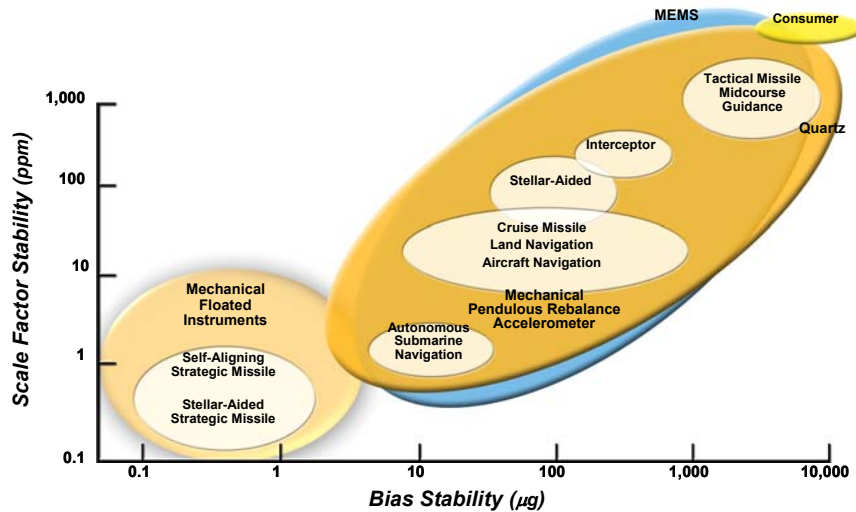 MEMS
Consumer
Tactical Missile
Midcourse
Guidance
1,000
Quartz
Interceptor
100
Stellar-Aided
Scale Factor Stability (ppm)
Cruise Missile
Land Navigation
Aircraft Navigation
10
Mechanical
Floated
Instruments
Mechanical
Pendulous Rebalance
Accelerometer
Autonomous
Submarine
Navigation
1
Self-Aligning
Strategic Missile
Stellar-Aided
Strategic Missile
0.1
0.1
1
10
100
1,000
10,000
Bias Stability (μg)